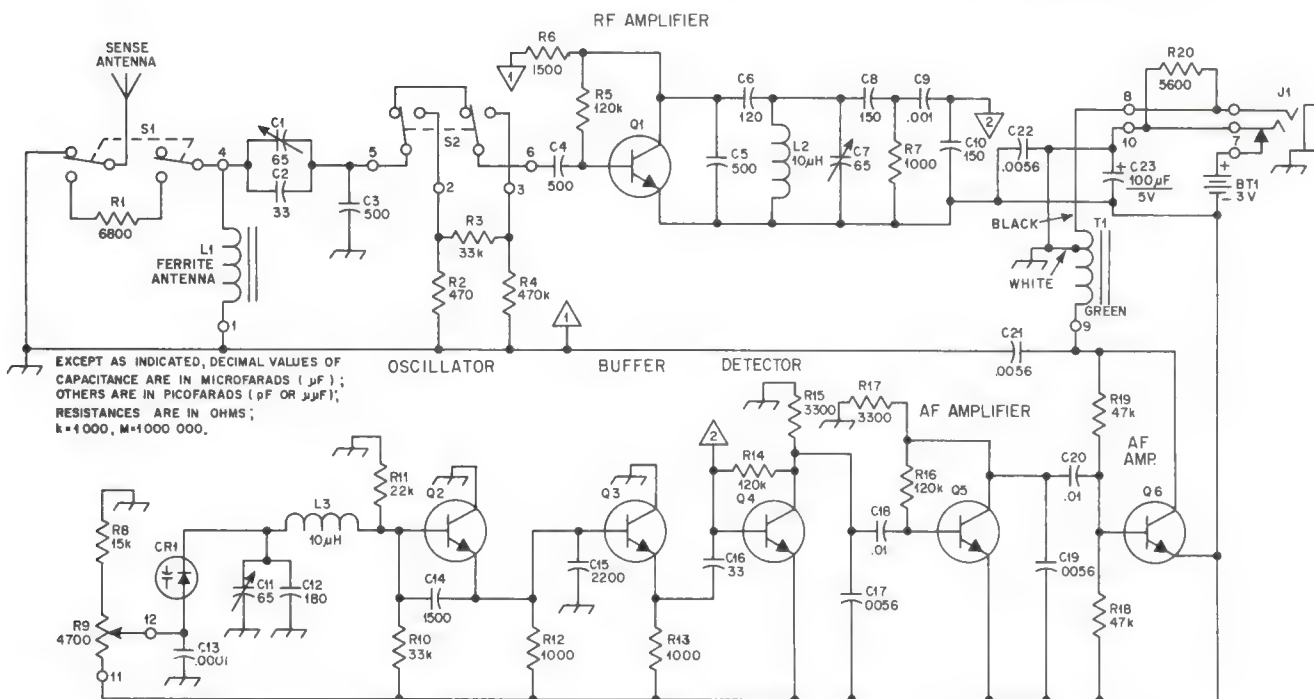 RF AMPLIFIER
SENSE
ANTENNA
S1
R1
6800
4
C1
65
C2
33
L1
FERRITE
ANTENNA
1
C3
500
5
S2
2
3
6
R3
33k
R2
470
R4
470k
C4
500
R6
1500
1
R5
120k
Q1
C5
500
C6
120
L2
10µH
C7
65
C8
150
R7
1000
C9
.001
C10
150
2
C22
.0056
8
10
R20
5600
J1
7
C23
100µF
5V
+
BT1
3V
+
-
BLACK
T1
WHITE
GREEN
9
1
C21
.0056
EXCEPT AS INDICATED, DECIMAL VALUES OF
CAPACITANCE ARE IN MICROFARADS (µF);
OTHERS ARE IN PICOFARADS (pF OR µµF);
RESISTANCES ARE IN OHMS;
k=1000, M=1000 000.
OSCILLATOR
BUFFER
DETECTOR
AF AMPLIFIER
AF
AMP.
R8
15k
R9
4700
11
12
CR1
C13
.0001
C11
65
C12
180
L3
10µH
R11
22k
Q2
C14
1500
R10
33k
R12
1000
C15
2200
Q3
R13
1000
2
C16
33
R14
120k
Q4
R15
3300
R17
3300
C17
.0056
C18
.01
R16
120k
Q5
C19
.0056
C20
.01
R19
47k
R18
47k
Q6